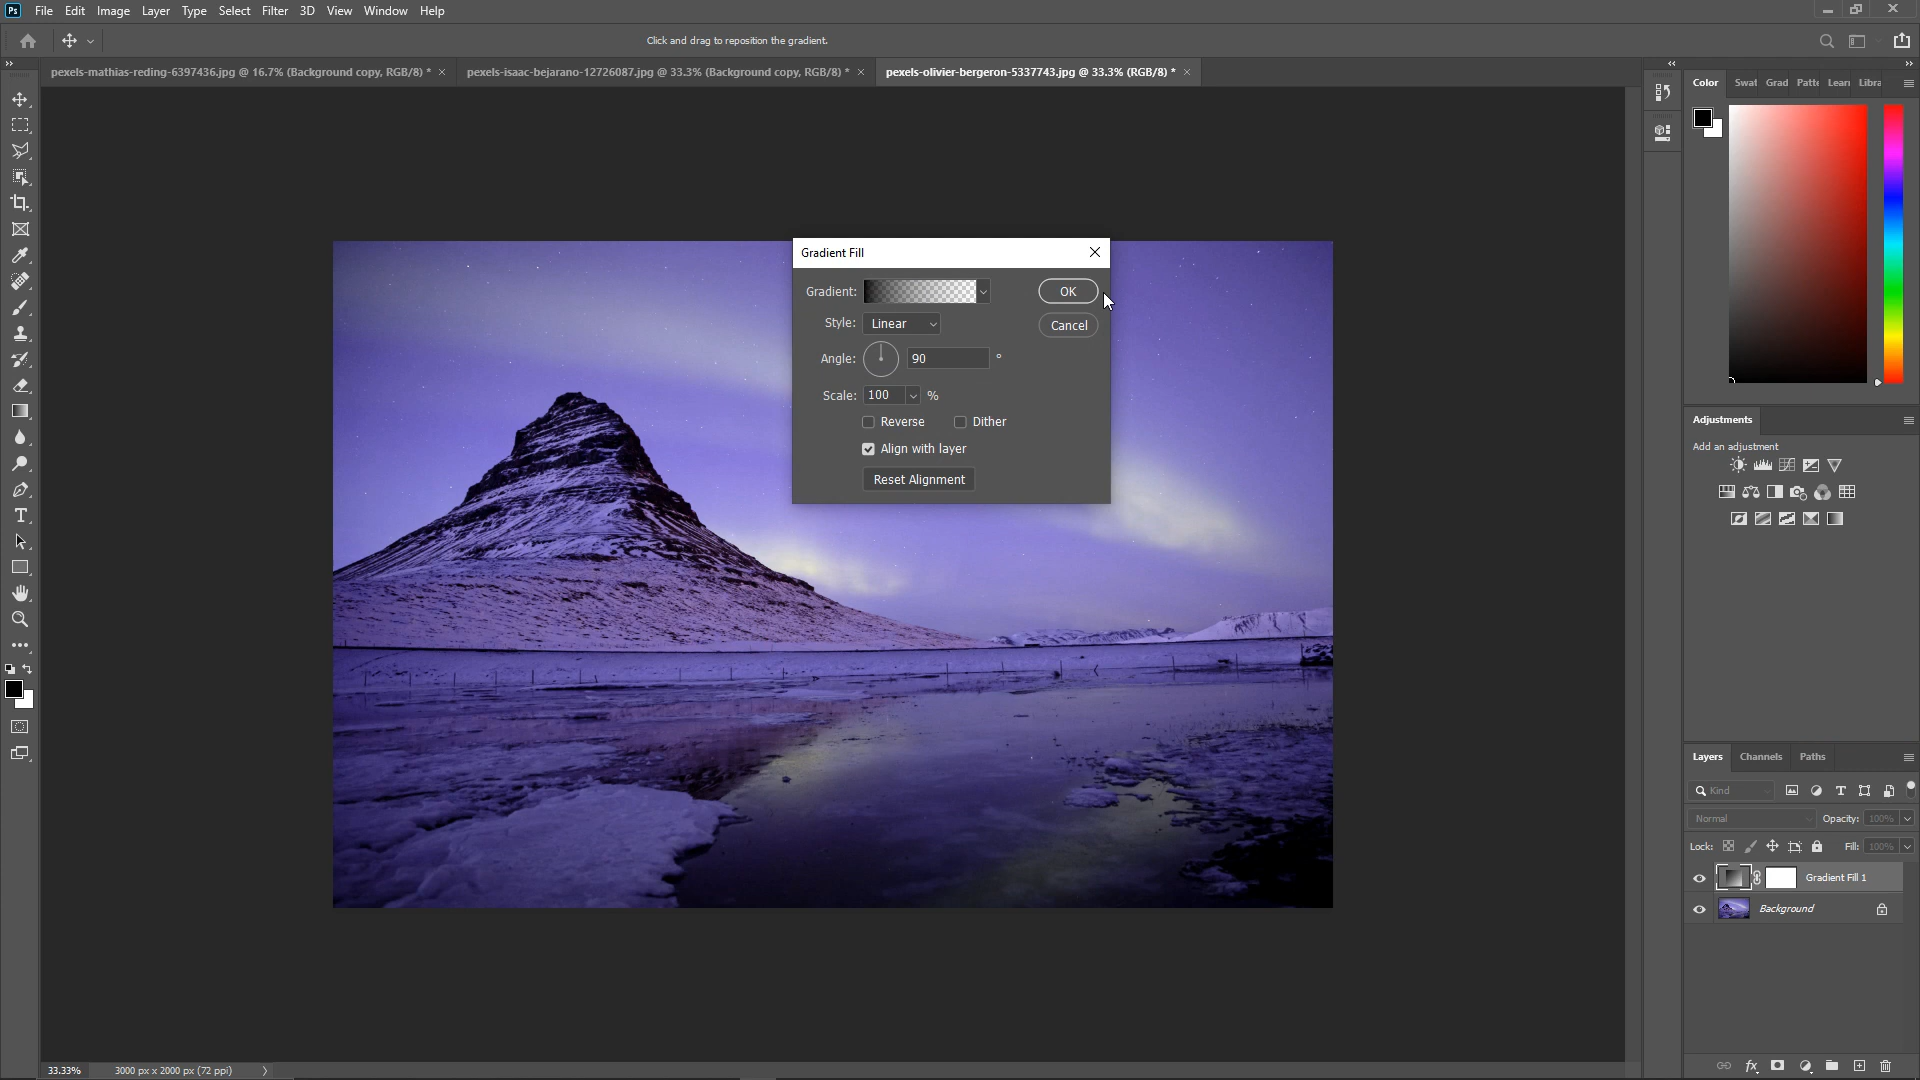 Ps File Edit Image Layer Type Select Filter 3D View Window Help
Click and drag to reposition the gradient.
pexels-mathias-reding-6397436.jpg @ 16.7% (Background copy, RGB/8) * pexels-isaac-bejarano-12726087.jpg @ 33.3% (Background copy, RGB/8) * pexels-olivier-bergeron-5337743.jpg @ 33.3% (RGB/8) *
Color Swat Grad Patte Lean Libra
Gradient Fill
Gradient: OK
Style: Linear Cancel
Angle: 90 °
Scale: 100 %
Reverse Dither
Align with layer
Reset Alignment
Adjustments
Add an adjustment
Layers Channels Paths
Kind
Normal Opacity: 100%
Lock: Fill: 100%
Gradient Fill 1
Background
33.33% 3000 px x 2000 px (72 ppi)